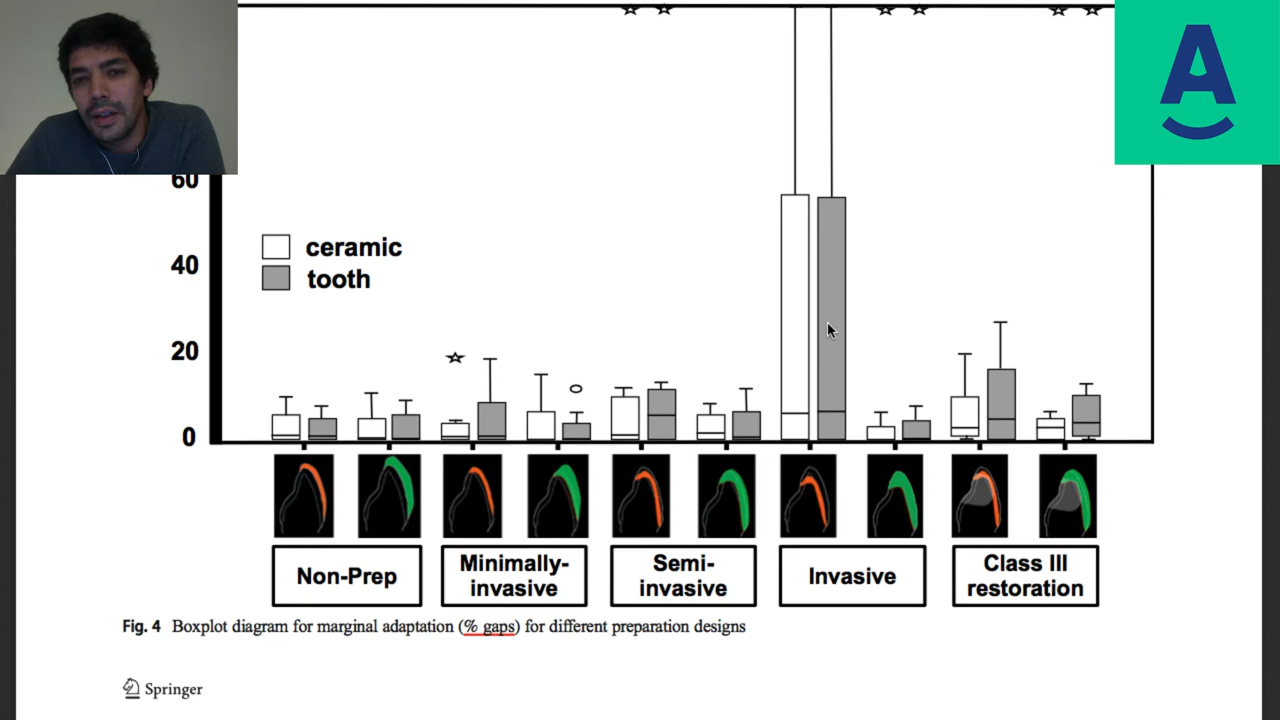 A
60
ceramic
40
tooth
20
0
Non-Prep
Minimally-
invasive
Semi-
invasive
Invasive
Class III
restoration
Fig. 4 Boxplot diagram for marginal adaptation (% gaps) for different preparation designs
Springer